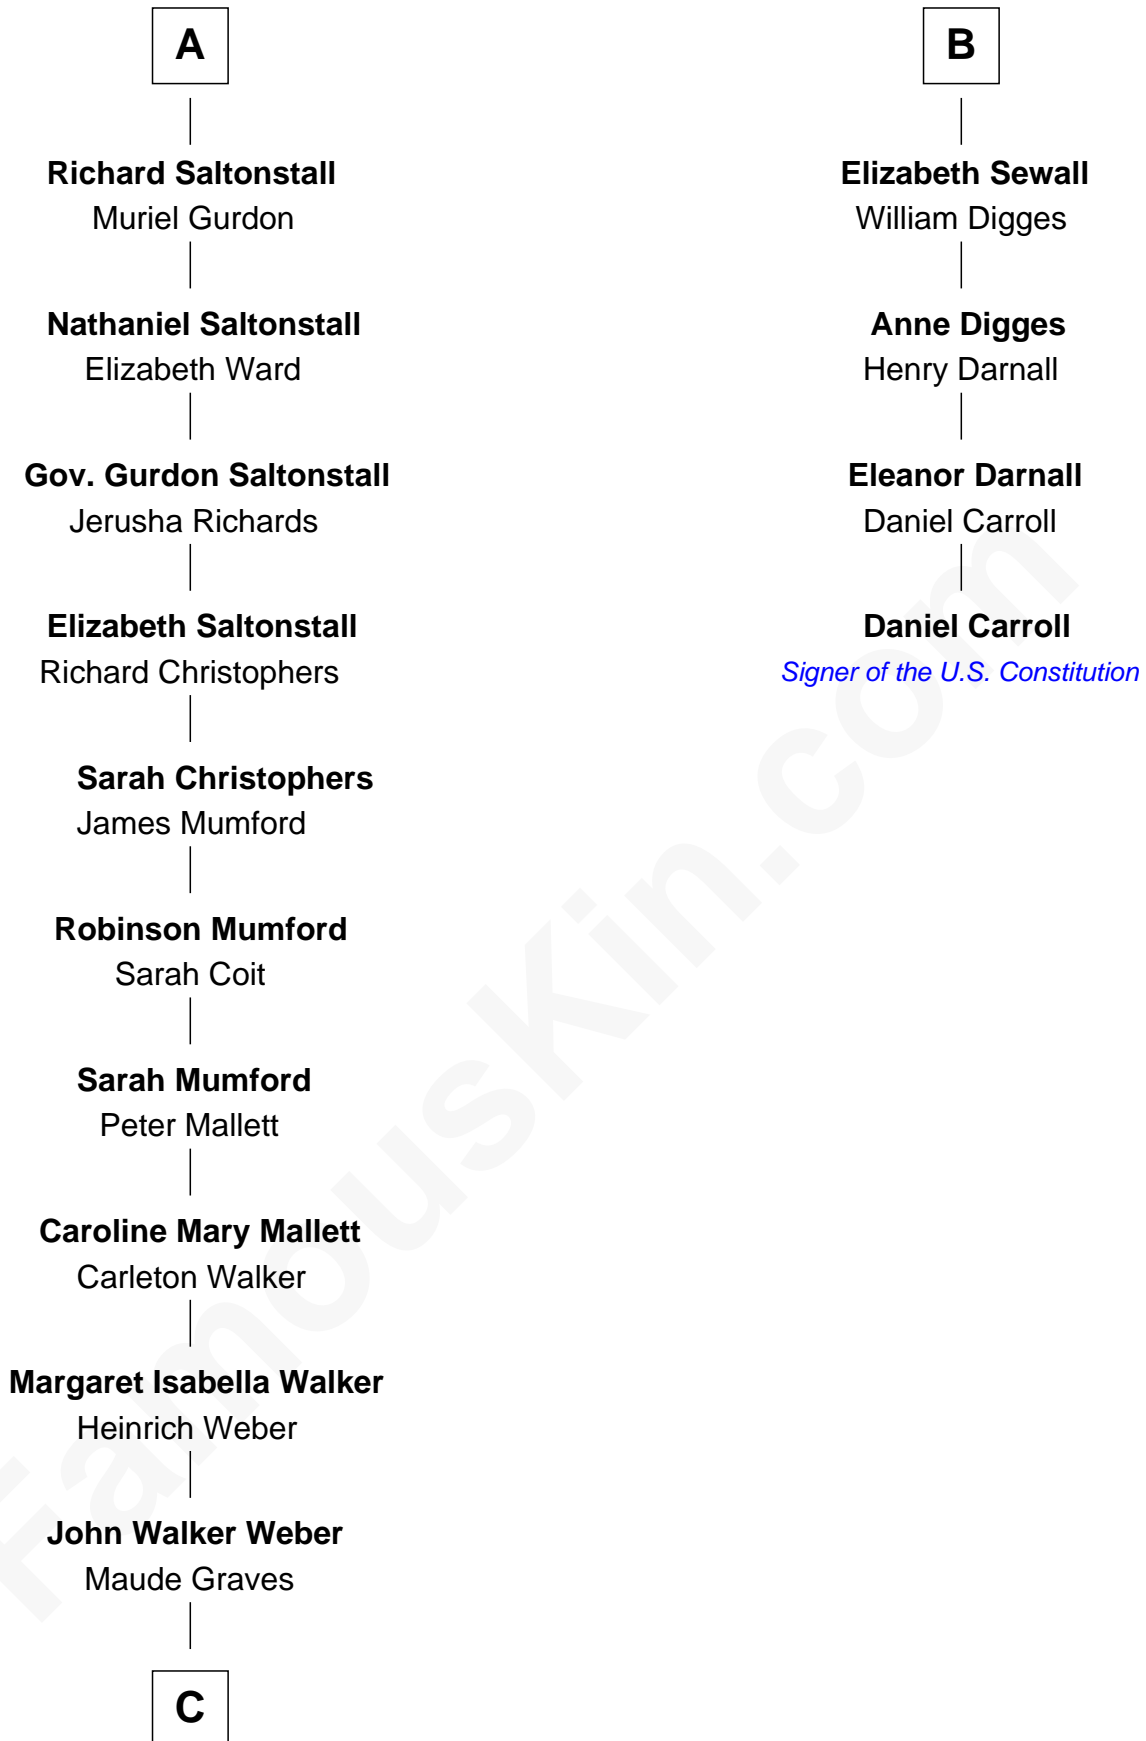 A
Richard Saltonstall
Muriel Gurdon
Nathaniel Saltonstall
Elizabeth Ward
Gov. Gurdon Saltonstall
Jerusha Richards
Elizabeth Saltonstall
Richard Christophers
Sarah Christophers
James Mumford
Robinson Mumford
Sarah Coit
Sarah Mumford
Peter Mallett
Caroline Mary Mallett
Carleton Walker
Margaret Isabella Walker
Heinrich Weber
John Walker Weber
Maude Graves
C
B
Elizabeth Sewall
William Digges
Anne Digges
Henry Darnall
Eleanor Darnall
Daniel Carroll
Daniel Carroll
Signer of the U.S. Constitution
FamousKin.com